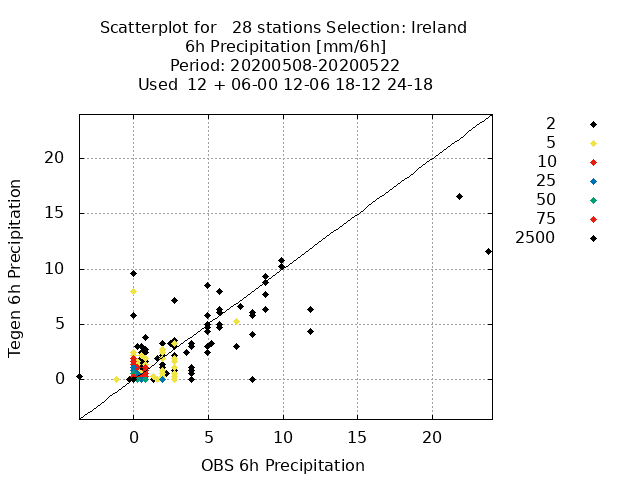 Scatterplot for   28 stations Selection: Ireland
6h Precipitation [mm/6h]
Period: 20200508-20200522
Used  12 + 06-00 12-06 18-12 24-18
2
5
10
25
50
75
2500
Tegen 6h Precipitation
20
15
10
5
0
0 5 10 15 20
OBS 6h Precipitation